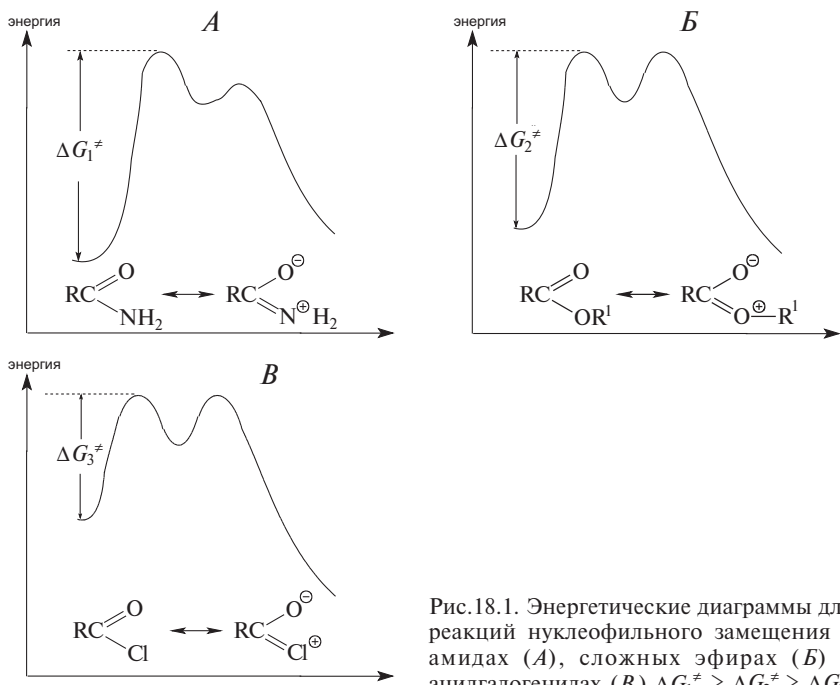 энергия
А
ΔG₁≠
RC
O
NH₂
RC
O⊖
N⊕H₂
энергия
Б
ΔG₂≠
RC
O
OR¹
RC
O⊖
O⊕—R¹
энергия
В
ΔG₃≠
RC
O
Cl
RC
O⊖
Cl⊕
Рис.18.1. Энергетические диаграммы
реакций нуклеофильного замещения
амидах (А), сложных эфирах (Б)